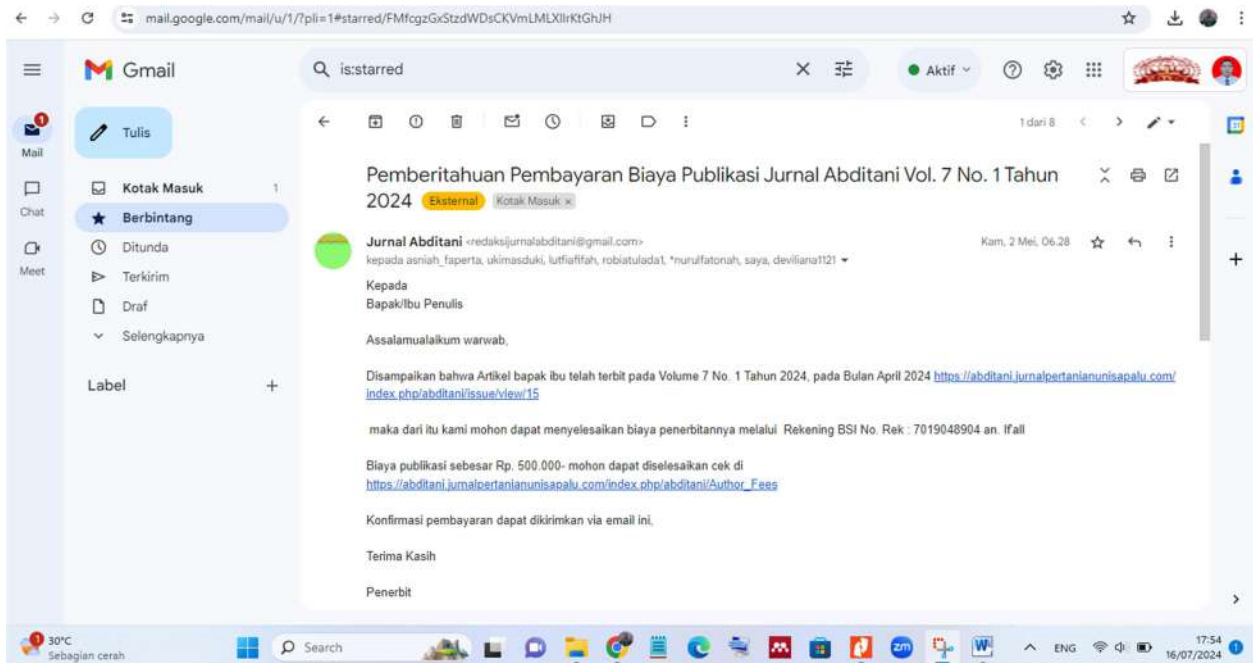 mail.google.com/mail/u/1/?pli=1#starred/FMfcgzGxStzdWDsCKVmLMLXIIrKtGhJH
Gmail
is:starred
Aktif
1
Mail
Tulis
1 dari 8
Chat
Meet
Kotak Masuk 1
Berbintang
Ditunda
Terkirim
Draf
Selengkapnya
Label
Pemberitahuan Pembayaran Biaya Publikasi Jurnal Abditani Vol. 7 No. 1 Tahun
2024 Eksternal Kotak Masuk ×
Jurnal Abditani <redaksijurnalabditani@gmail.com> Kam, 2 Mei, 06.28
kepada asniah_faperta, ukimasduki, lutfiafifah, robiatulada1, *nurulfatonah, saya, deviliana1121
Kepada
Bapak/Ibu Penulis
Assalamualaikum warwab,
Disampaikan bahwa Artikel bapak ibu telah terbit pada Volume 7 No. 1 Tahun 2024, pada Bulan April 2024 https://abditani.jurnalpertanianunisapalu.com/
index.php/abditani/issue/view/15
maka dari itu kami mohon dapat menyelesaikan biaya penerbitannya melalui Rekening BSI No. Rek : 7019048904 an. If'all
Biaya publikasi sebesar Rp. 500.000- mohon dapat diselesaikan cek di
https://abditani.jurnalpertanianunisapalu.com/index.php/abditani/Author_Fees
Konfirmasi pembayaran dapat dikirimkan via email ini,
Terima Kasih
Penerbit
30°C
Sebagian cerah
Search
zm
ENG
17:54
16/07/2024